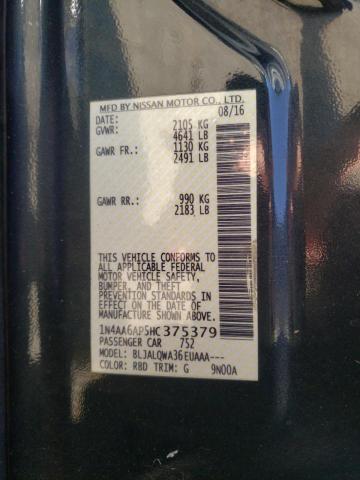 MFD BY NISSAN MOTOR CO., LTD.
DATE: 08/16
GVWR: 2105 KG
4641 LB
GAWR FR.: 1130 KG
2491 LB
GAWR RR.: 990 KG
2183 LB
THIS VEHICLE CONFORMS TO
ALL APPLICABLE FEDERAL
MOTOR VEHICLE SAFETY,
BUMPER, AND THEFT
PREVENTION STANDARDS IN
EFFECT ON THE DATE OF
MANUFACTURE SHOWN ABOVE.
1N4AA6AP5HC375379
PASSENGER CAR 752
MODEL: BLJALQWA36EUAAA---
COLOR: RBD TRIM: G 9N00A